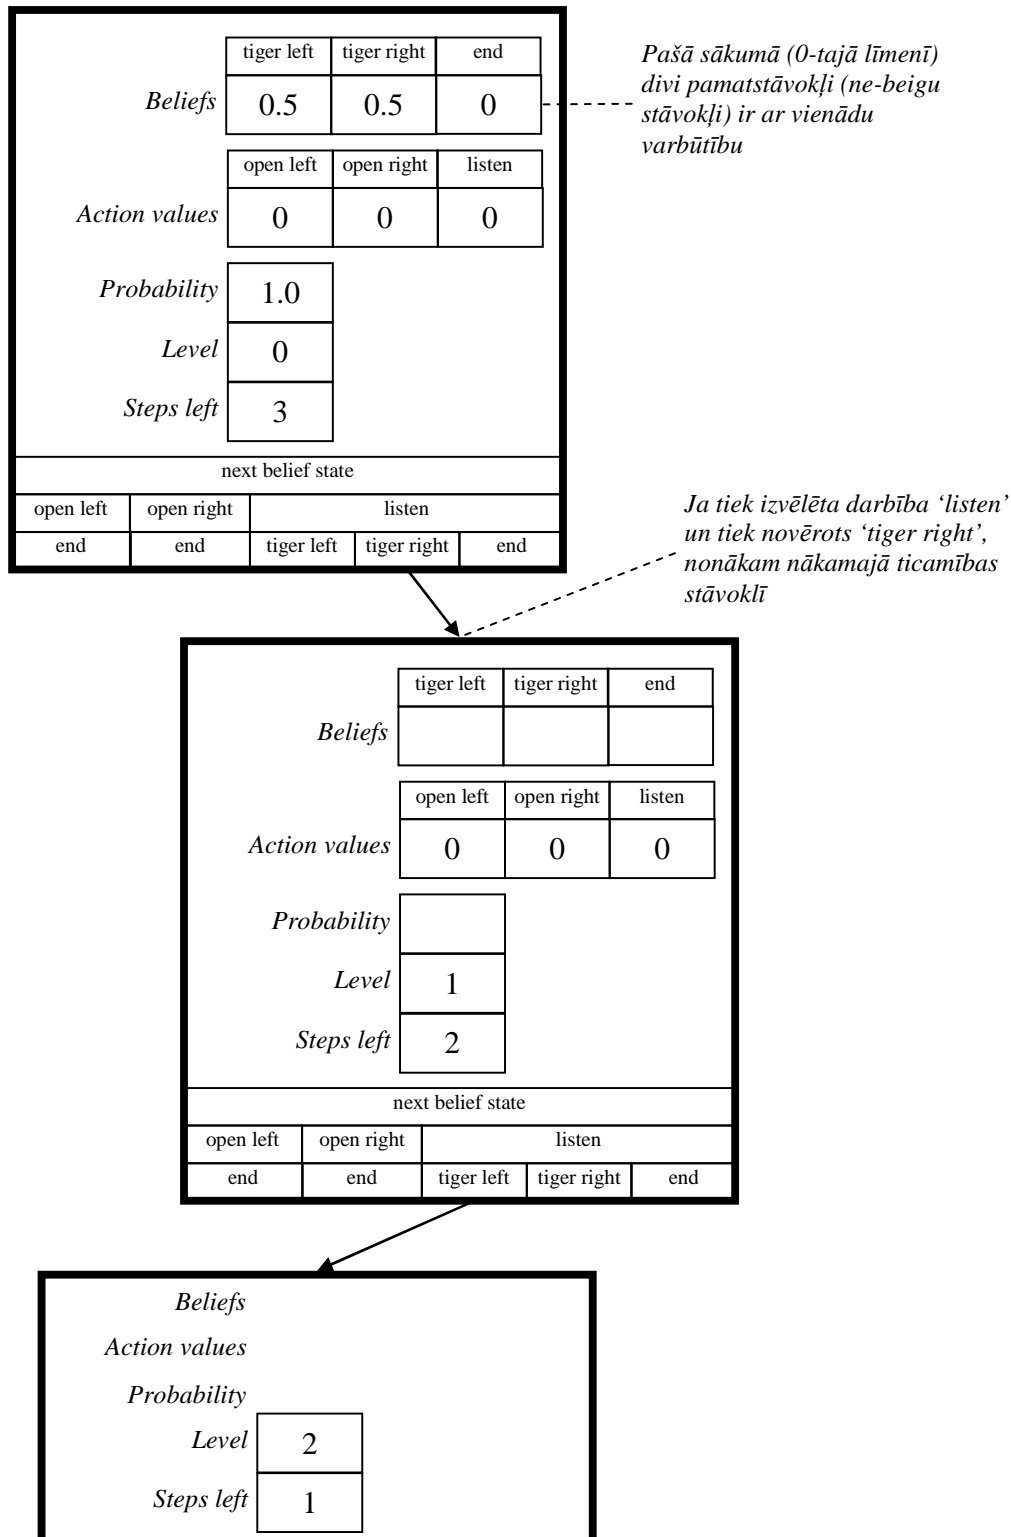 tiger left tiger right end
Beliefs 0.5 0.5 0
Pašā sākumā (0-tajā līmenī)
divi pamatstāvokļi (ne-beigu
stāvokļi) ir ar vienādu
varbūtību
open left open right listen
Action values 0 0 0
Probability 1.0
Level 0
Steps left 3
next belief state
open left open right listen
end end tiger left tiger right end
Ja tiek izvēlēta darbība ‘listen’
un tiek novērots ‘tiger right’,
nonākam nākamajā ticamības
stāvoklī
tiger left tiger right end
Beliefs
open left open right listen
Action values 0 0 0
Probability
Level 1
Steps left 2
next belief state
open left open right listen
end end tiger left tiger right end
Beliefs
Action values
Probability
Level 2
Steps left 1